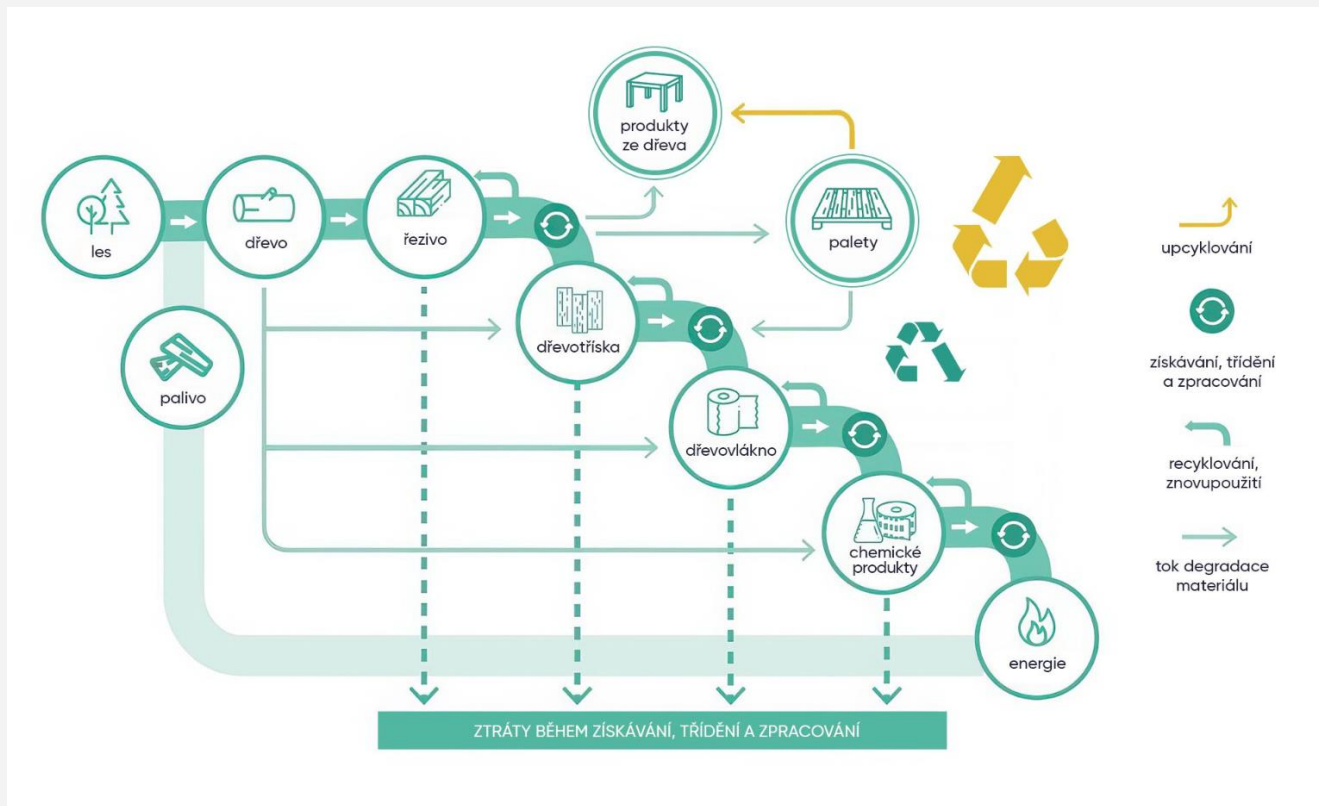 produkty
ze dřeva
les
dřevo
řezivo
palety
upcyklování
dřevotříska
palivo
získávání, třídění
a zpracování
dřevovlákno
recyklování,
znovupoužití
chemické
produkty
tok degradace
materiálu
energie
ZTRÁTY BĚHEM ZÍSKÁVÁNÍ, TŘÍDĚNÍ A ZPRACOVÁNÍ